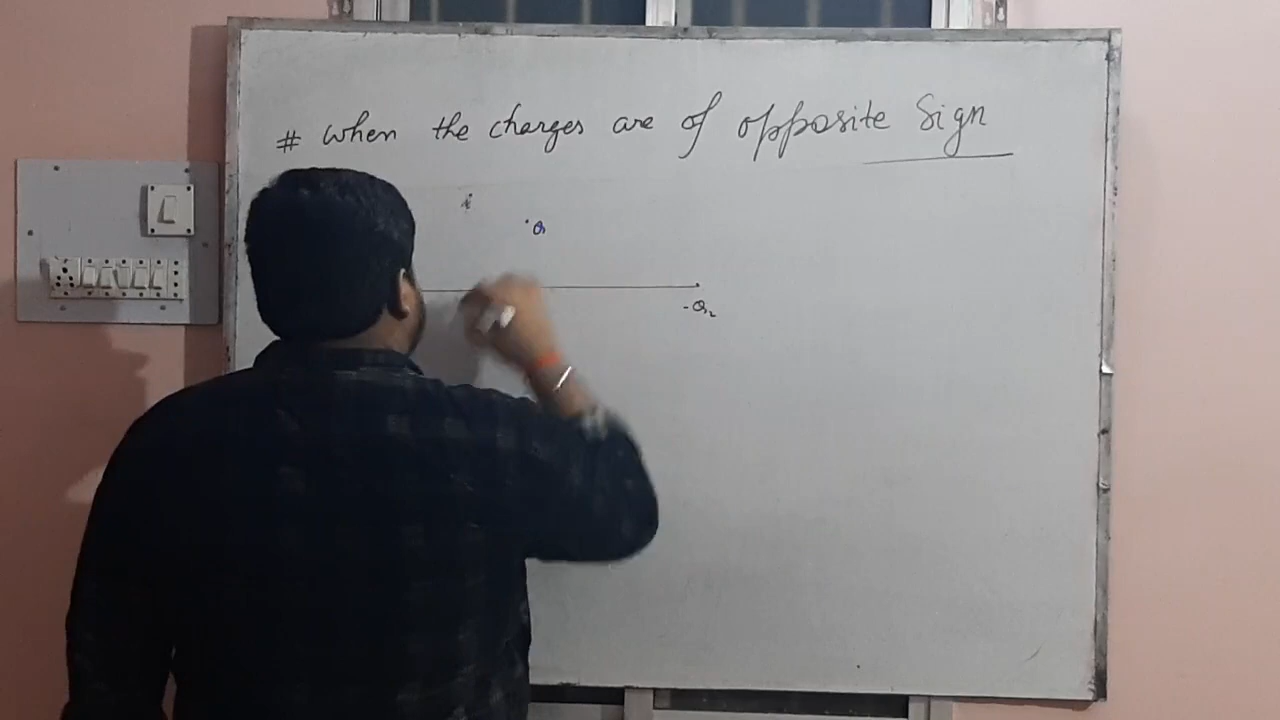 # When the charges are of opposite Sign
-Q2